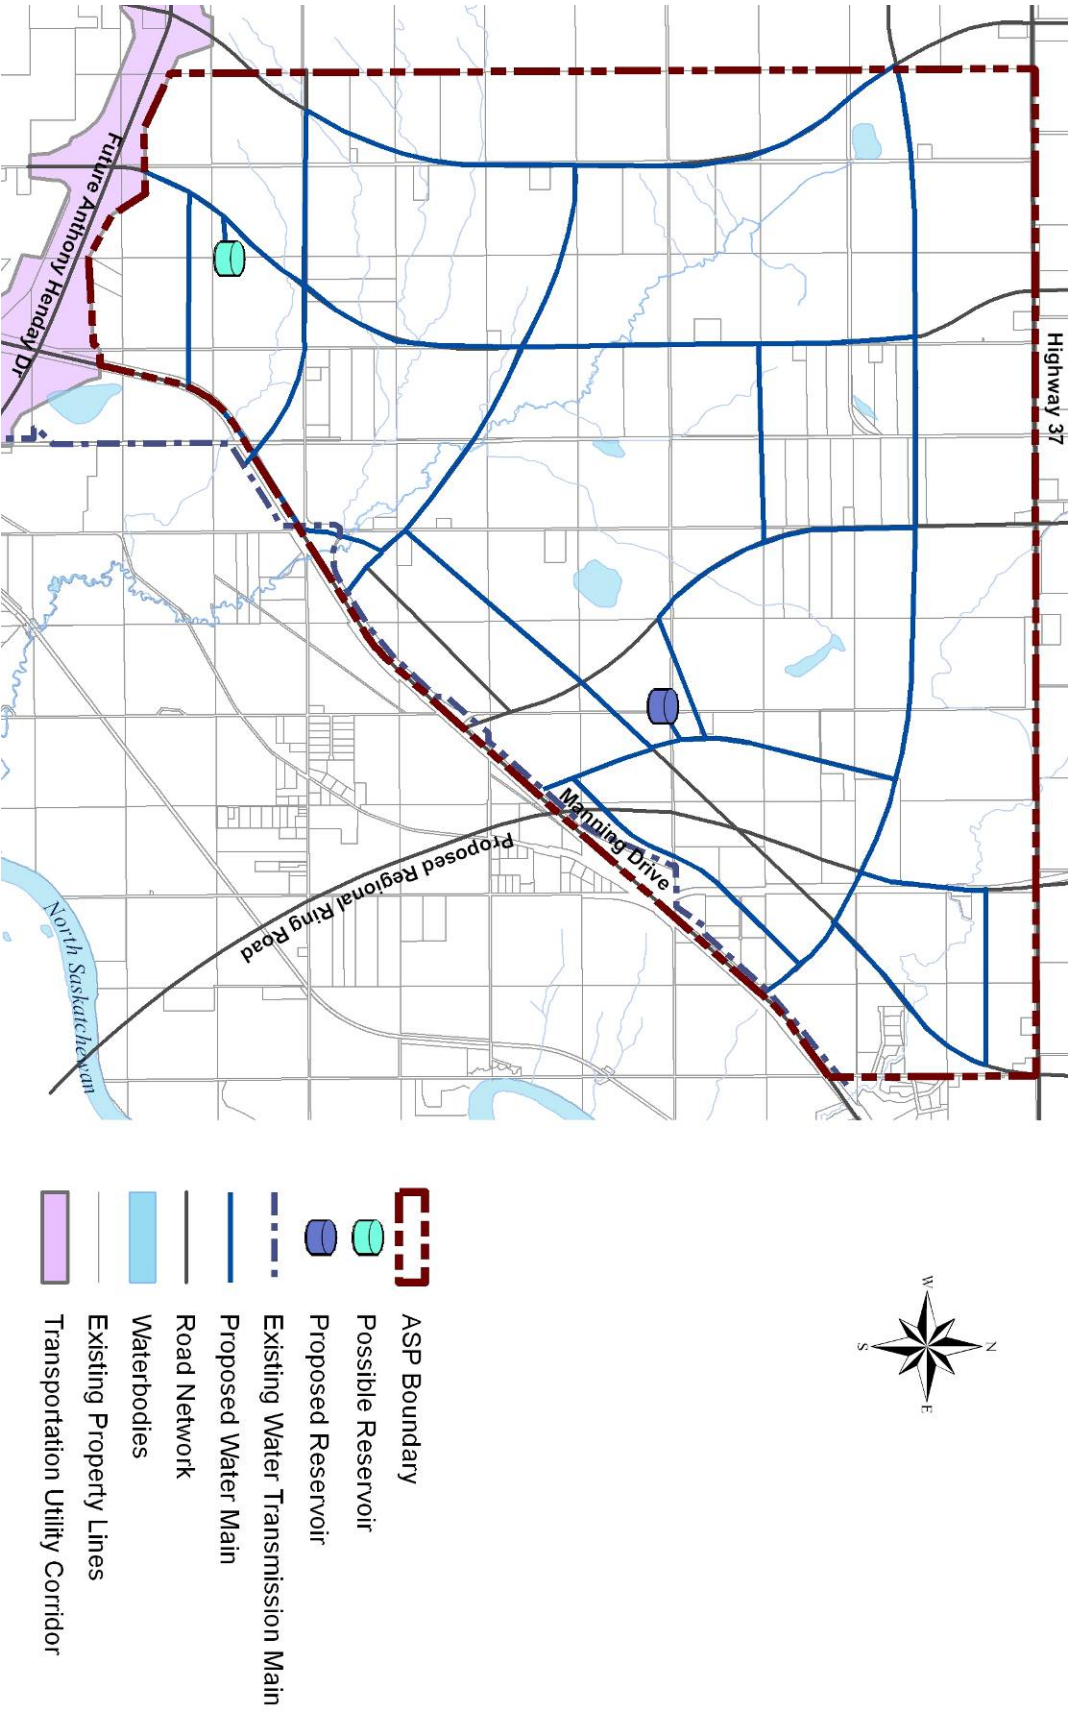 Highway 37
Future Anthony Henday Dr
Manning Drive
Proposed Regional Ring Road
North Saskatchewan
N
W
E
S
ASP Boundary
Possible Reservoir
Proposed Reservoir
Existing Water Transmission Main
Proposed Water Main
Road Network
Waterbodies
Existing Property Lines
Transportation Utility Corridor